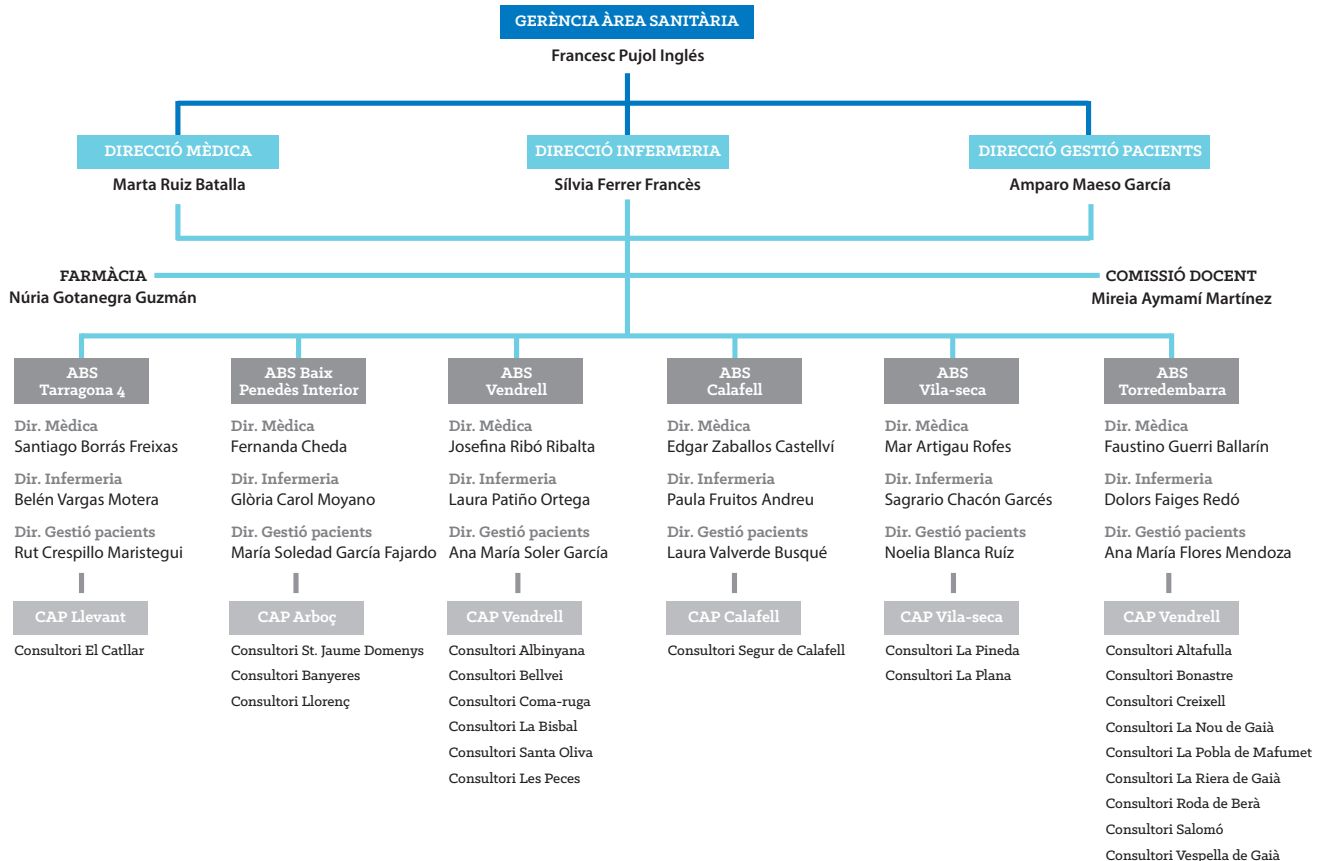 GERÈNCIA ÀREA SANITÀRIA
Francesc Pujol Inglés
DIRECCIÓ MÈDICA
Marta Ruiz Batalla
DIRECCIÓ INFERMERIA
Sílvia Ferrer Francès
DIRECCIÓ GESTIÓ PACIENTS
Amparo Maeso García
FARMÀCIA
Núria Gotanegra Guzmán
COMISSIÓ DOCENT
Mireia Aymamí Martínez
ABS
Tarragona 4
Dir. Mèdica
Santiago Borrás Freixas
Dir. Infermeria
Belén Vargas Motera
Dir. Gestió pacients
Rut Crespillo Maristegui
CAP Llevant
Consultori El Catllar
ABS Baix
Penedès Interior
Dir. Mèdica
Fernanda Cheda
Dir. Infermeria
Glòria Carol Moyano
Dir. Gestió pacients
María Soledad García Fajardo
CAP Arboç
Consultori St. Jaume Domenys
Consultori Banyeres
Consultori Llorenç
ABS
Vendrell
Dir. Mèdica
Josefina Ribó Ribalta
Dir. Infermeria
Laura Patiño Ortega
Dir. Gestió pacients
Ana María Soler García
CAP Vendrell
Consultori Albinyana
Consultori Bellvei
Consultori Coma-ruga
Consultori La Bisbal
Consultori Santa Oliva
Consultori Les Peces
ABS
Calafell
Dir. Mèdica
Edgar Zaballos Castellví
Dir. Infermeria
Paula Fruitos Andreu
Dir. Gestió pacients
Laura Valverde Busqué
CAP Calafell
Consultori Segur de Calafell
ABS
Vila-seca
Dir. Mèdica
Mar Artigau Rofes
Dir. Infermeria
Sagrario Chacón Garcés
Dir. Gestió pacients
Noelia Blanca Ruíz
CAP Vila-seca
Consultori La Pineda
Consultori La Plana
ABS
Torredembarra
Dir. Mèdica
Faustino Guerri Ballarín
Dir. Infermeria
Dolors Faiges Redó
Dir. Gestió pacients
Ana María Flores Mendoza
CAP Vendrell
Consultori Altafulla
Consultori Bonastre
Consultori Creixell
Consultori La Nou de Gaià
Consultori La Pobla de Mafumet
Consultori La Riera de Gaià
Consultori Roda de Berà
Consultori Salomó
Consultori Vespella de Gaià